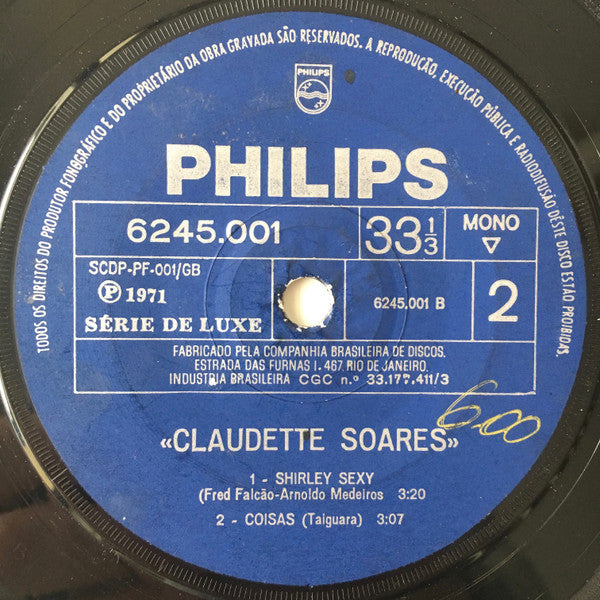 TODOS OS DIREITOS DO PRODUTOR FONOGRÁFICO E DO PROPRIETÁRIO DA OBRA GRAVADA SÃO RESERVADOS. A REPRODUÇÃO, EXECUÇÃO PÚBLICA E RADIODIFUSÃO DÊSTE DISCO ESTÃO PROIBIDAS.
PHILIPS
PHILIPS
6245.001
33 1/3
MONO
SCDP-PF-001/GB
Ⓟ 1971
SÉRIE DE LUXE
6245.001 B
2
FABRICADO PELA COMPANHIA BRASILEIRA DE DISCOS.
ESTRADA DAS FURNAS 1.467. RIO DE JANEIRO.
INDUSTRIA BRASILEIRA CGC n.º 33.177.411/3
600
«CLAUDETTE SOARES»
1 - SHIRLEY SEXY
(Fred Falcão-Arnoldo Medeiros 3:20
2 - COISAS (Taiguara) 3:07